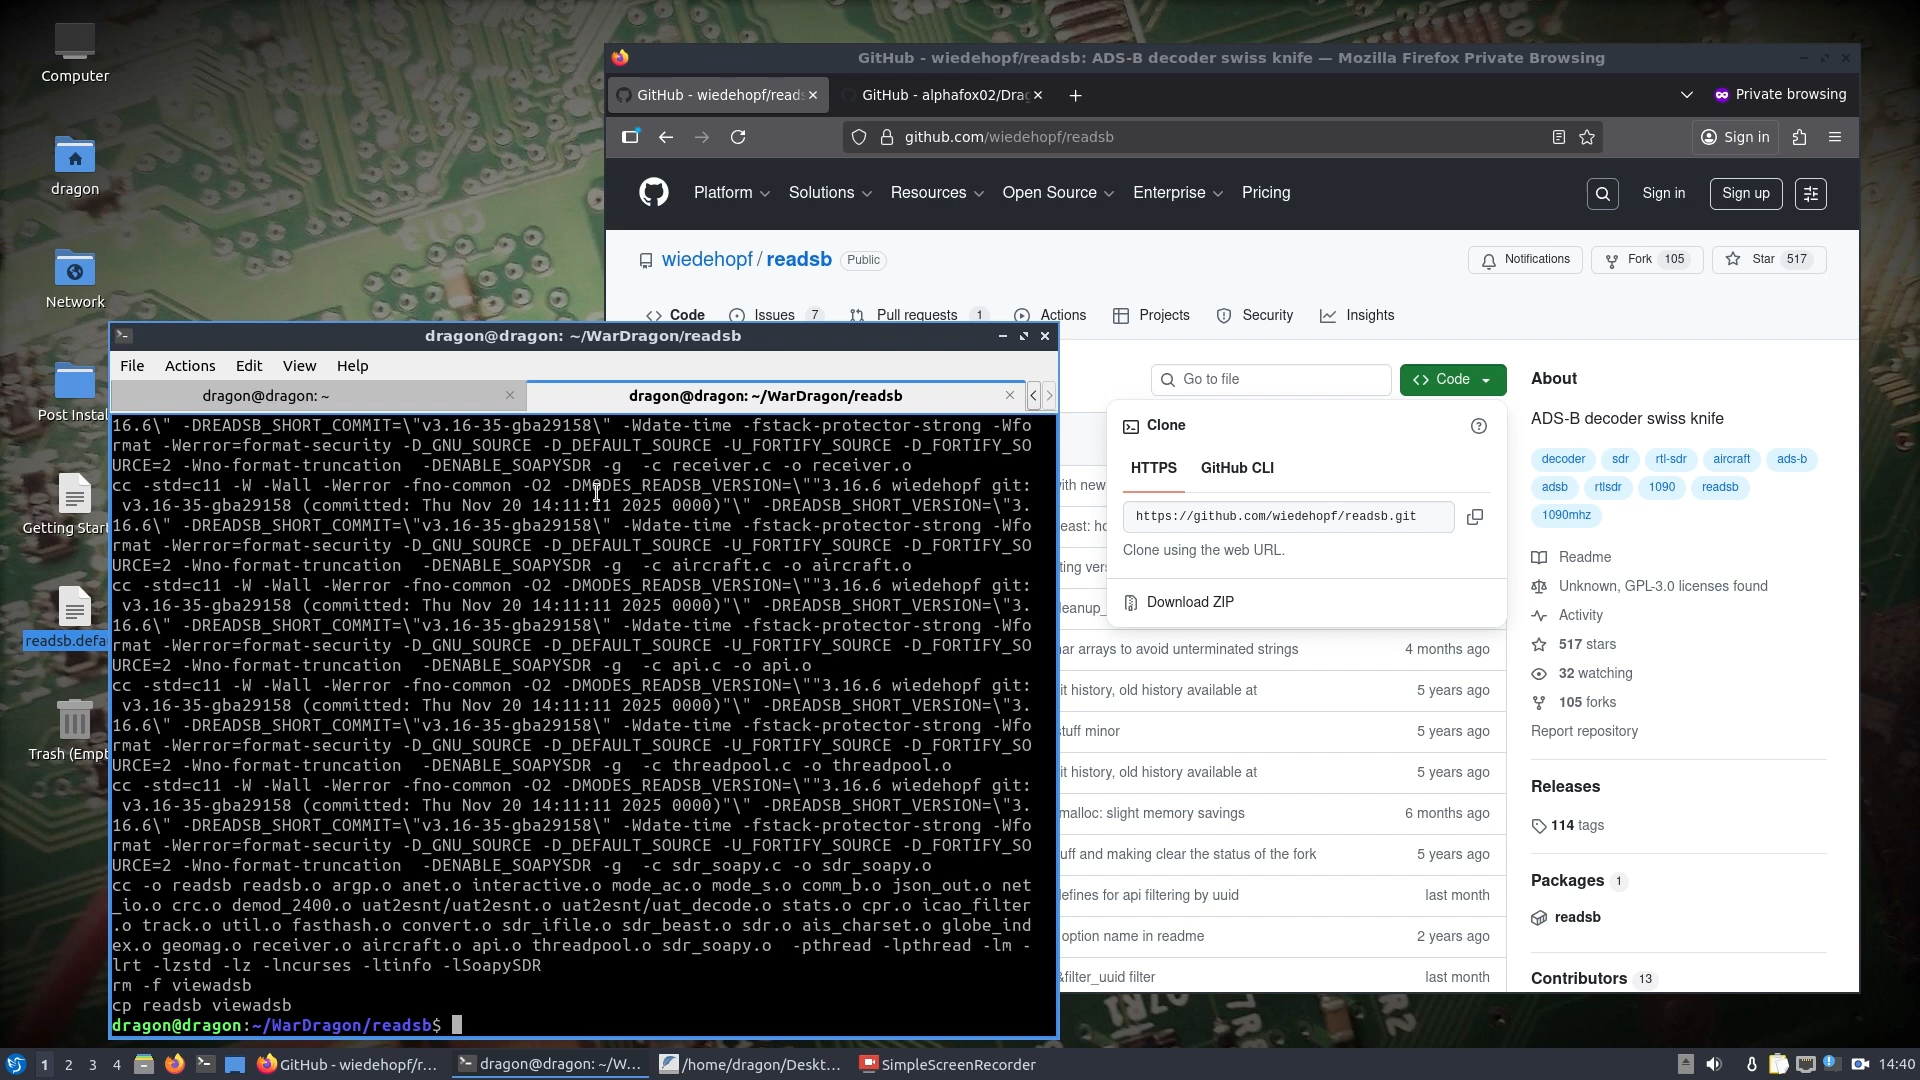 Computer
dragon
Network
Post Instal
Getting Start
readsb.defau
Trash (Empt
GitHub - wiedehopf/readsb: ADS-B decoder swiss knife — Mozilla Firefox Private Browsing
GitHub - wiedehopf/reads
GitHub - alphafox02/Drag
Private browsing
github.com/wiedehopf/readsb
Sign in
Platform
Solutions
Resources
Open Source
Enterprise
Pricing
Sign in
Sign up
wiedehopf / readsb Public
Notifications
Fork 105
Star 517
Code
Issues 7
Pull requests 1
Actions
Projects
Security
Insights
Go to file
Code
Clone
HTTPS
GitHub CLI
https://github.com/wiedehopf/readsb.git
Clone using the web URL.
Download ZIP
ith new
east: ho
ting vers
leanup_
ar arrays to avoid unterminated strings 4 months ago
it history, old history available at 5 years ago
tuff minor 5 years ago
it history, old history available at 5 years ago
malloc: slight memory savings 6 months ago
uff and making clear the status of the fork 5 years ago
efines for api filtering by uuid last month
option name in readme 2 years ago
&filter_uuid filter last month
About
ADS-B decoder swiss knife
decoder sdr rtl-sdr aircraft ads-b
adsb rtlsdr 1090 readsb
1090mhz
Readme
Unknown, GPL-3.0 licenses found
Activity
517 stars
32 watching
105 forks
Report repository
Releases
114 tags
Packages 1
readsb
Contributors 13
dragon@dragon: ~/WarDragon/readsb
File Actions Edit View Help
dragon@dragon: ~
dragon@dragon: ~/WarDragon/readsb
16.6\" -DREADSB_SHORT_COMMIT=\"v3.16-35-gba29158\" -Wdate-time -fstack-protector-strong -Wfo
rmat -Werror=format-security -D_GNU_SOURCE -D_DEFAULT_SOURCE -U_FORTIFY_SOURCE -D_FORTIFY_SO
URCE=2 -Wno-format-truncation  -DENABLE_SOAPYSDR -g  -c receiver.c -o receiver.o
cc -std=c11 -W -Wall -Werror -fno-common -O2 -DMODES_READSB_VERSION=\""3.16.6 wiedehopf git:
 v3.16-35-gba29158 (committed: Thu Nov 20 14:11:11 2025 0000)"\" -DREADSB_SHORT_VERSION=\"3.
16.6\" -DREADSB_SHORT_COMMIT=\"v3.16-35-gba29158\" -Wdate-time -fstack-protector-strong -Wfo
rmat -Werror=format-security -D_GNU_SOURCE -D_DEFAULT_SOURCE -U_FORTIFY_SOURCE -D_FORTIFY_SO
URCE=2 -Wno-format-truncation  -DENABLE_SOAPYSDR -g  -c aircraft.c -o aircraft.o
cc -std=c11 -W -Wall -Werror -fno-common -O2 -DMODES_READSB_VERSION=\""3.16.6 wiedehopf git:
 v3.16-35-gba29158 (committed: Thu Nov 20 14:11:11 2025 0000)"\" -DREADSB_SHORT_VERSION=\"3.
16.6\" -DREADSB_SHORT_COMMIT=\"v3.16-35-gba29158\" -Wdate-time -fstack-protector-strong -Wfo
rmat -Werror=format-security -D_GNU_SOURCE -D_DEFAULT_SOURCE -U_FORTIFY_SOURCE -D_FORTIFY_SO
URCE=2 -Wno-format-truncation  -DENABLE_SOAPYSDR -g  -c api.c -o api.o
cc -std=c11 -W -Wall -Werror -fno-common -O2 -DMODES_READSB_VERSION=\""3.16.6 wiedehopf git:
 v3.16-35-gba29158 (committed: Thu Nov 20 14:11:11 2025 0000)"\" -DREADSB_SHORT_VERSION=\"3.
16.6\" -DREADSB_SHORT_COMMIT=\"v3.16-35-gba29158\" -Wdate-time -fstack-protector-strong -Wfo
rmat -Werror=format-security -D_GNU_SOURCE -D_DEFAULT_SOURCE -U_FORTIFY_SOURCE -D_FORTIFY_SO
URCE=2 -Wno-format-truncation  -DENABLE_SOAPYSDR -g  -c threadpool.c -o threadpool.o
cc -std=c11 -W -Wall -Werror -fno-common -O2 -DMODES_READSB_VERSION=\""3.16.6 wiedehopf git:
 v3.16-35-gba29158 (committed: Thu Nov 20 14:11:11 2025 0000)"\" -DREADSB_SHORT_VERSION=\"3.
16.6\" -DREADSB_SHORT_COMMIT=\"v3.16-35-gba29158\" -Wdate-time -fstack-protector-strong -Wfo
rmat -Werror=format-security -D_GNU_SOURCE -D_DEFAULT_SOURCE -U_FORTIFY_SOURCE -D_FORTIFY_SO
URCE=2 -Wno-format-truncation  -DENABLE_SOAPYSDR -g  -c sdr_soapy.c -o sdr_soapy.o
cc -o readsb readsb.o argp.o anet.o interactive.o mode_ac.o mode_s.o comm_b.o json_out.o net
_io.o crc.o demod_2400.o uat2esnt/uat2esnt.o uat2esnt/uat_decode.o stats.o cpr.o icao_filter
.o track.o util.o fasthash.o convert.o sdr_ifile.o sdr_beast.o sdr.o ais_charset.o globe_ind
ex.o geomag.o receiver.o aircraft.o api.o threadpool.o sdr_soapy.o  -pthread -lpthread -lm -
lrt -lzstd -lz -lncurses -ltinfo -lSoapySDR
rm -f viewadsb
cp readsb viewadsb
dragon@dragon:~/WarDragon/readsb$
1 2 3 4
GitHub - wiedehopf/r...
dragon@dragon: ~/W...
/home/dragon/Deskt...
SimpleScreenRecorder
14:40